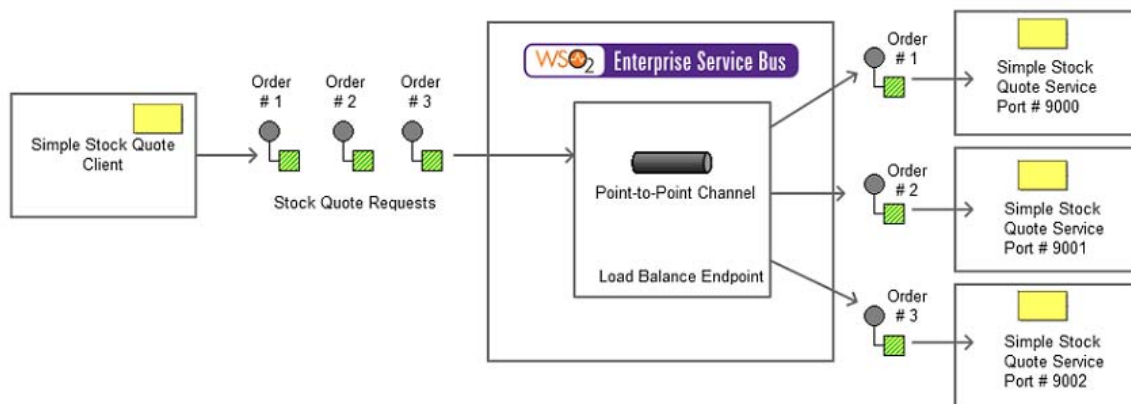 Simple Stock Quote
Client
Order
# 1
Order
# 2
Order
# 3
Stock Quote Requests
WSO2 Enterprise Service Bus
Point-to-Point Channel
Load Balance Endpoint
Order
# 1
Simple Stock
Quote Service
Port # 9000
Order
# 2
Simple Stock
Quote Service
Port # 9001
Order
# 3
Simple Stock
Quote Service
Port # 9002